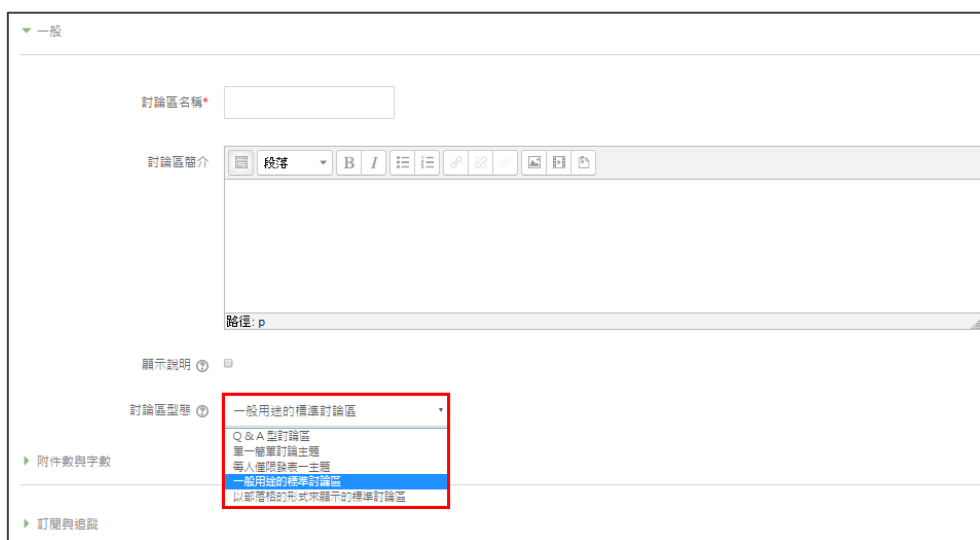 一般
討論區名稱*
討論區簡介
段落 B I
路徑: p
顯示說明
討論區型態 一般用途的標準討論區
Q & A 型討論區
單一簡單討論主題
每人僅限發表一主題
一般用途的標準討論區
以部落格的形式來顯示的標準討論區
附件數與字數
訂閱與追蹤